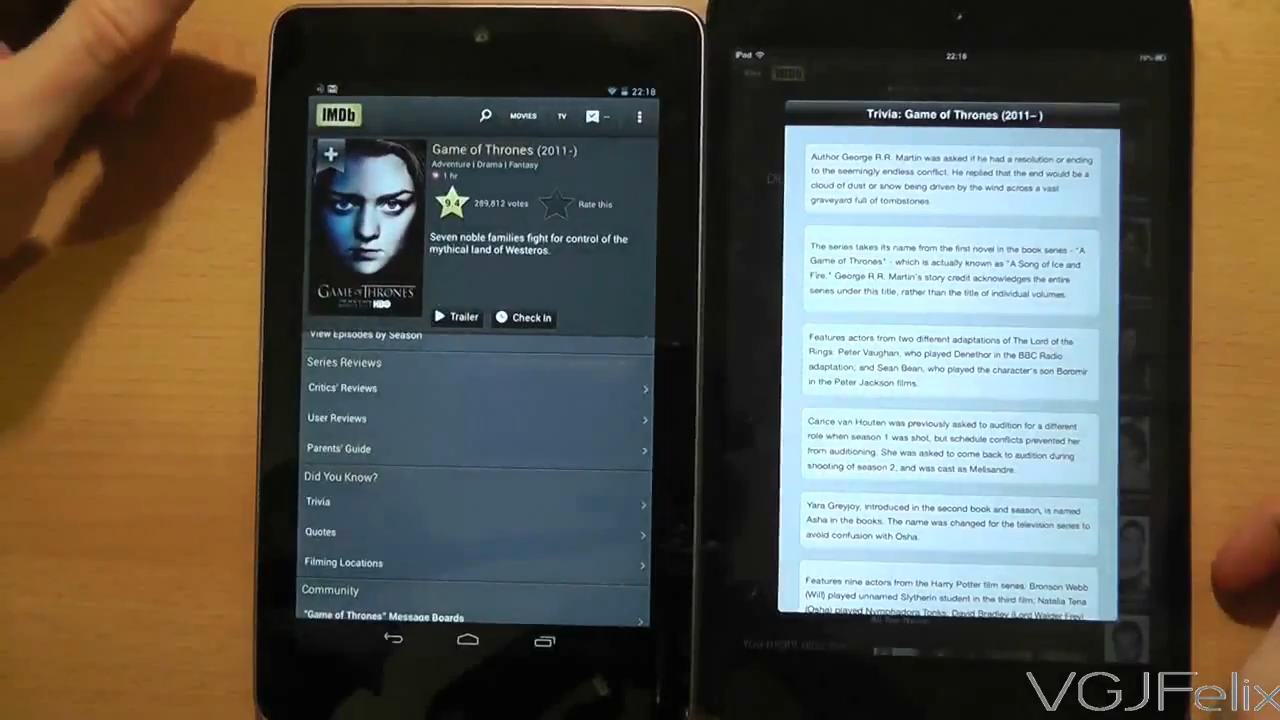 22:18
IMDb
MOVIES
TV
Game of Thrones (2011-)
Adventure | Drama | Fantasy
1 hr
9.4
289,812 votes
Rate this
Seven noble families fight for control of the
mythical land of Westeros.
GAME OF THRONES
HBO
Trailer
Check In
View Episodes by Season
Series Reviews
Critics' Reviews
User Reviews
Parents' Guide
Did You Know?
Trivia
Quotes
Filming Locations
Community
"Game of Thrones" Message Boards
iPad
22:18
IMDb
Trivia: Game of Thrones (2011– )
Author George R.R. Martin was asked if he had a resolution or ending
to the seemingly endless conflict. He replied that the end would be a
cloud of dust or snow being driven by the wind across a vast
graveyard full of tombstones.
The series takes its name from the first novel in the book series - "A
Game of Thrones" - which is actually known as "A Song of Ice and
Fire." George R.R. Martin's story credit acknowledges the entire
series under this title, rather than the title of individual volumes.
Features actors from two different adaptations of The Lord of the
Rings: Peter Vaughan, who played Denethor in the BBC Radio
adaptation; and Sean Bean, who played the character's son Boromir
in the Peter Jackson films.
Carice van Houten was previously asked to audition for a different
role when season 1 was shot, but schedule conflicts prevented her
from auditioning. She was asked to come back to audition during
shooting of season 2, and was cast as Melisandre.
Yara Greyjoy, introduced in the second book and season, is named
Asha in the books. The name was changed for the television series to
avoid confusion with Osha.
Features nine actors from the Harry Potter film series: Bronson Webb
(Will) played unnamed Slytherin student in the third film; Natalia Tena
(Osha) played Nymphadora Tonks; David Bradley (Lord Walder Frey)
You might also like
VGJFelix